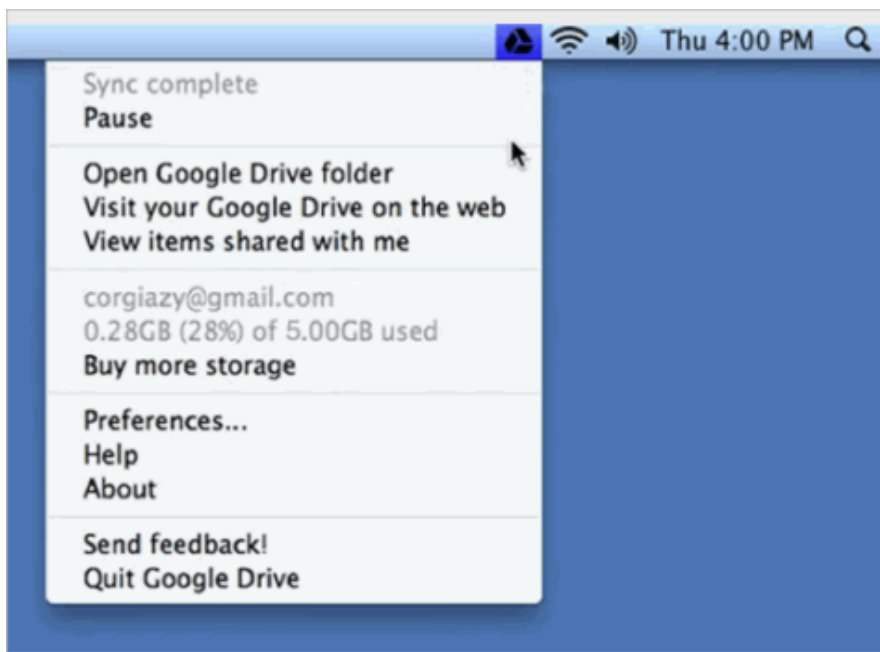 Thu 4:00 PM
Sync complete
Pause
Open Google Drive folder
Visit your Google Drive on the web
View items shared with me
corgiazy@gmail.com
0.28GB (28%) of 5.00GB used
Buy more storage
Preferences...
Help
About
Send feedback!
Quit Google Drive